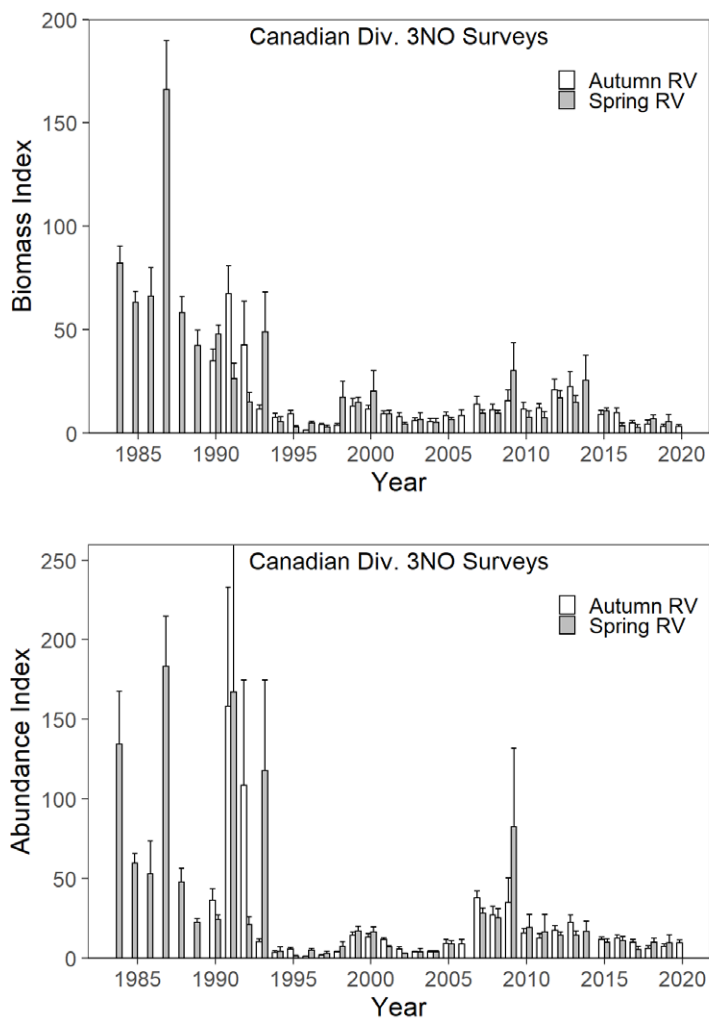 200
Canadian Div. 3NO Surveys
Autumn RV
Spring RV
150
100
50
0
Biomass Index
1985 1990 1995 2000 2005 2010 2015 2020
Year
250
Canadian Div. 3NO Surveys
Autumn RV
Spring RV
200
150
100
50
0
Abundance Index
1985 1990 1995 2000 2005 2010 2015 2020
Year